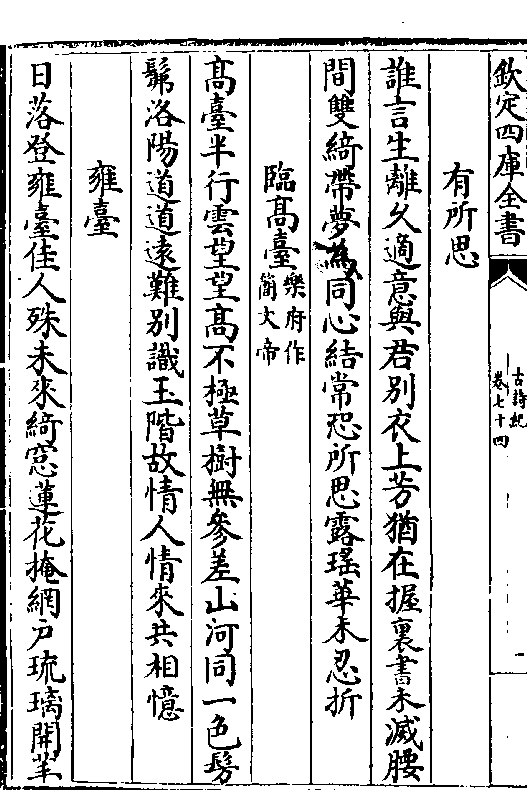 欽定四庫全書
古詩紀
卷七十四
有所思
誰言生離久適意與君别衣上芳猶在握裏書未滅腰
間雙綺帶夢為同心結常恐所思露瑤華未忍折
臨髙臺樂府作簡文帝
髙臺半行雲望望髙不極草樹無參差山河同一色髣
髴洛陽道道遠難别識玉階故情人情來共相憶
雍臺
日落登雍臺佳人殊未來綺窓蓮花掩網户琉璃開苯